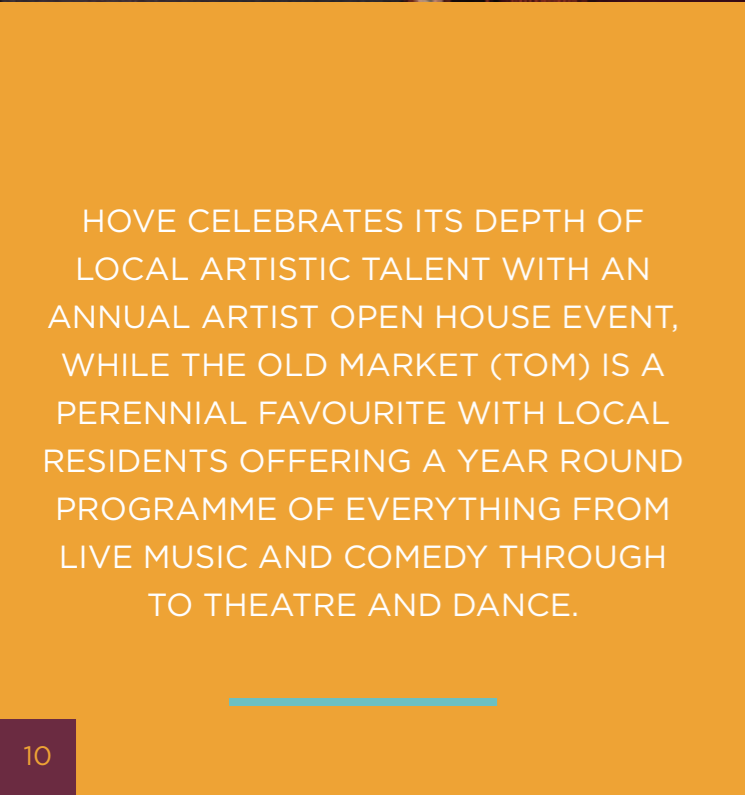 HOVE CELEBRATES ITS DEPTH OF
LOCAL ARTISTIC TALENT WITH AN
ANNUAL ARTIST OPEN HOUSE EVENT,
WHILE THE OLD MARKET (TOM) IS A
PERENNIAL FAVOURITE WITH LOCAL
RESIDENTS OFFERING A YEAR ROUND
PROGRAMME OF EVERYTHING FROM
LIVE MUSIC AND COMEDY THROUGH
TO THEATRE AND DANCE.
10